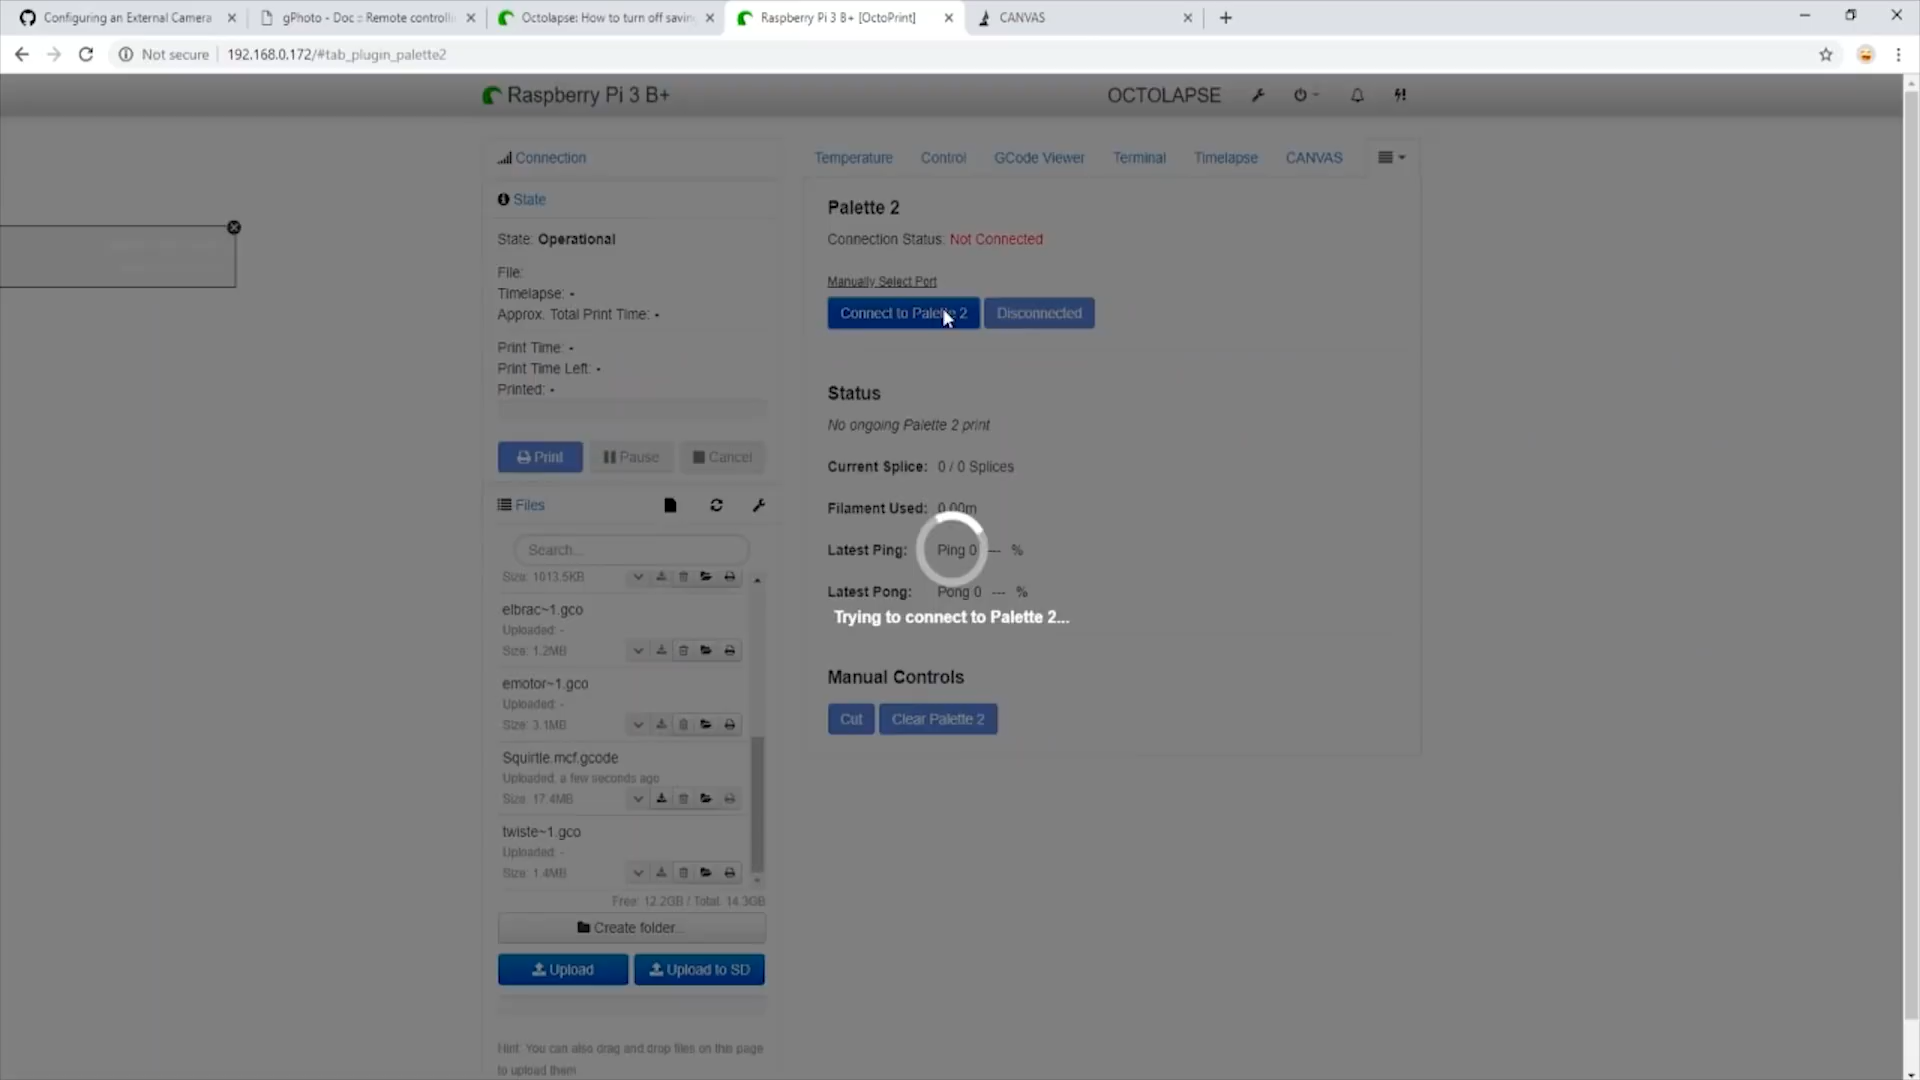 Configuring an External Camera
gPhoto - Doc :: Remote controlli
Octolapse: How to turn off savin
Raspberry Pi 3 B+ [OctoPrint]
CANVAS
Not secure
192.168.0.172/#tab_plugin_palette2
Raspberry Pi 3 B+
OCTOLAPSE
Connection
Temperature
Control
GCode Viewer
Terminal
Timelapse
CANVAS
State
State: Operational
File:
Timelapse: -
Approx. Total Print Time: -
Print Time: -
Print Time Left: -
Printed: -
Print
Pause
Cancel
Files
Search...
Size: 1013.5KB
elbrac~1.gco
Uploaded: -
Size: 1.2MB
emotor~1.gco
Uploaded: -
Size: 3.1MB
Squirtle.mcf.gcode
Uploaded: a few seconds ago
Size: 17.4MB
twiste~1.gco
Uploaded: -
Size: 1.4MB
Free: 12.2GB / Total: 14.3GB
Create folder...
Upload
Upload to SD
Hint: You can also drag and drop files on this page
to upload them
Palette 2
Connection Status: Not Connected
Manually Select Port
Connect to Palette 2
Disconnected
Status
No ongoing Palette 2 print
Current Splice: 0 / 0 Splices
Filament Used: 0.00m
Latest Ping: Ping 0 --- %
Latest Pong: Pong 0 --- %
Trying to connect to Palette 2...
Manual Controls
Cut
Clear Palette 2